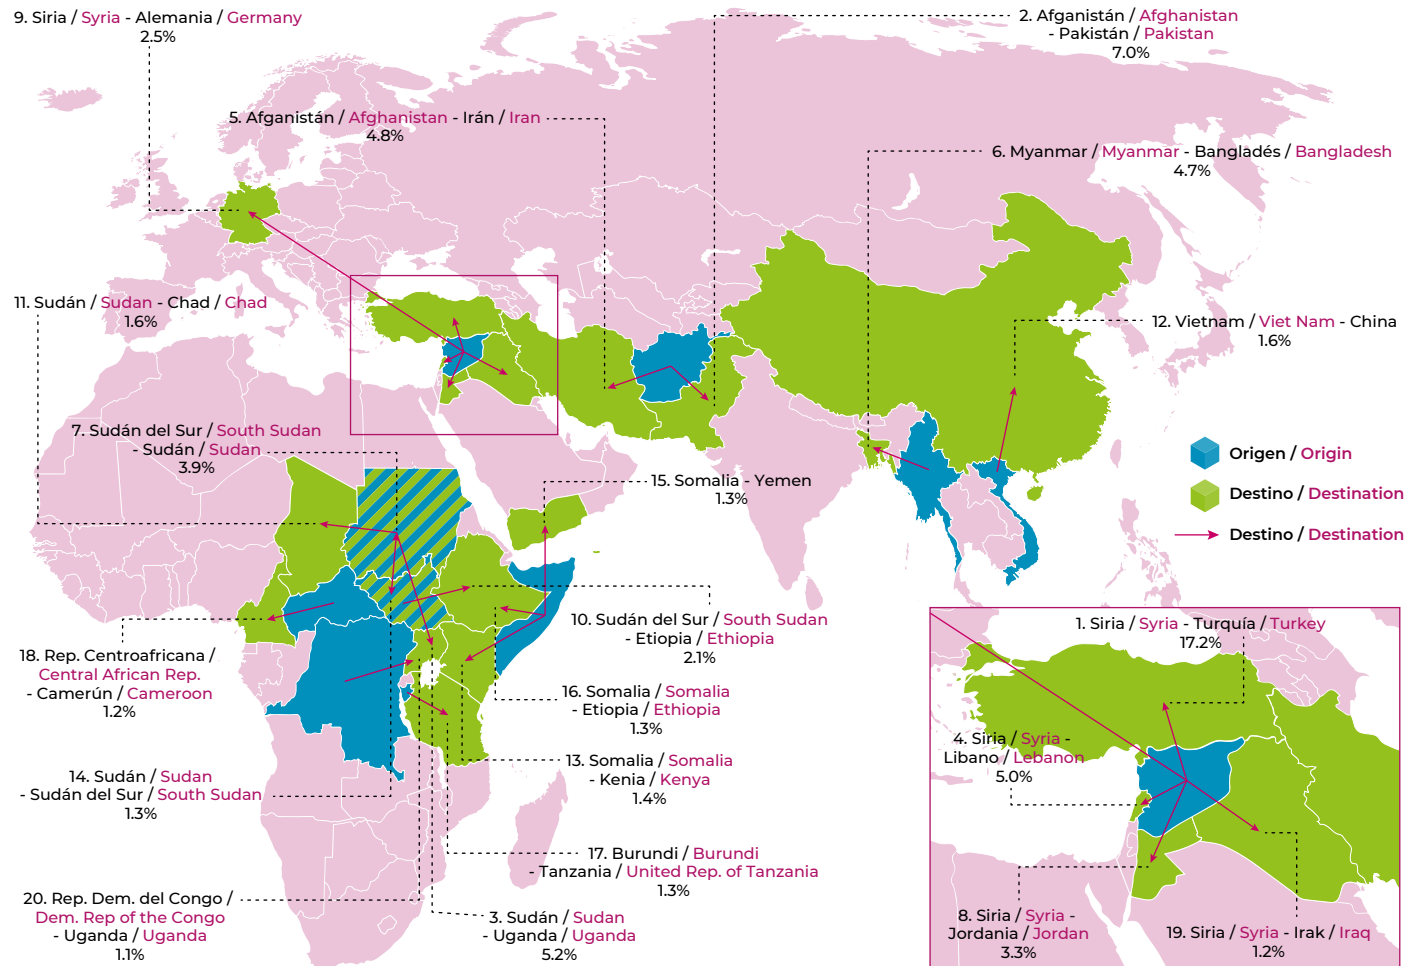 9. Siria / Syria - Alemania / Germany
2.5%
2. Afganistán / Afghanistan
- Pakistán / Pakistan
7.0%
5. Afganistán / Afghanistan - Irán / Iran
4.8%
6. Myanmar / Myanmar - Bangladés / Bangladesh
4.7%
11. Sudán / Sudan - Chad / Chad
1.6%
12. Vietnam / Viet Nam - China
1.6%
7. Sudán del Sur / South Sudan
- Sudán / Sudan
3.9%
15. Somalia - Yemen
1.3%
Origen / Origin
Destino / Destination
Destino / Destination
10. Sudán del Sur / South Sudan
- Etiopia / Ethiopia
2.1%
18. Rep. Centroafricana /
Central African Rep.
- Camerún / Cameroon
1.2%
16. Somalia / Somalia
- Etiopia / Ethiopia
1.3%
13. Somalia / Somalia
- Kenia / Kenya
1.4%
14. Sudán / Sudan
- Sudán del Sur / South Sudan
1.3%
17. Burundi / Burundi
- Tanzania / United Rep. of Tanzania
1.3%
20. Rep. Dem. del Congo /
Dem. Rep of the Congo
- Uganda / Uganda
1.1%
3. Sudán / Sudan
- Uganda / Uganda
5.2%
1. Siria / Syria - Turquía / Turkey
17.2%
4. Siria / Syria -
Libano / Lebanon
5.0%
8. Siria / Syria -
Jordania / Jordan
3.3%
19. Siria / Syria - Irak / Iraq
1.2%